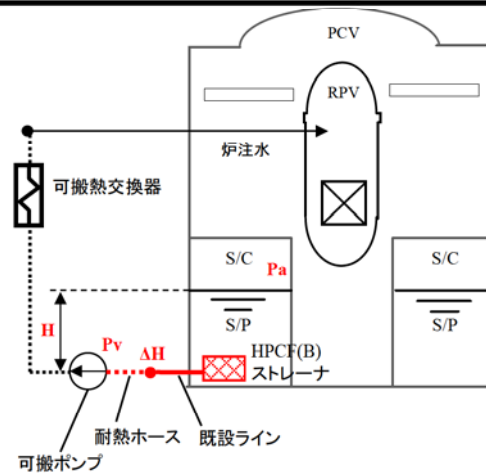 PCV
RPV
炉注水
可搬熱交換器
S/C
Pa
S/C
H
S/P
S/P
Pv
ΔH
HPCF(B)
ストレーナ
耐熱ホース
既設ライン
可搬ポンプ